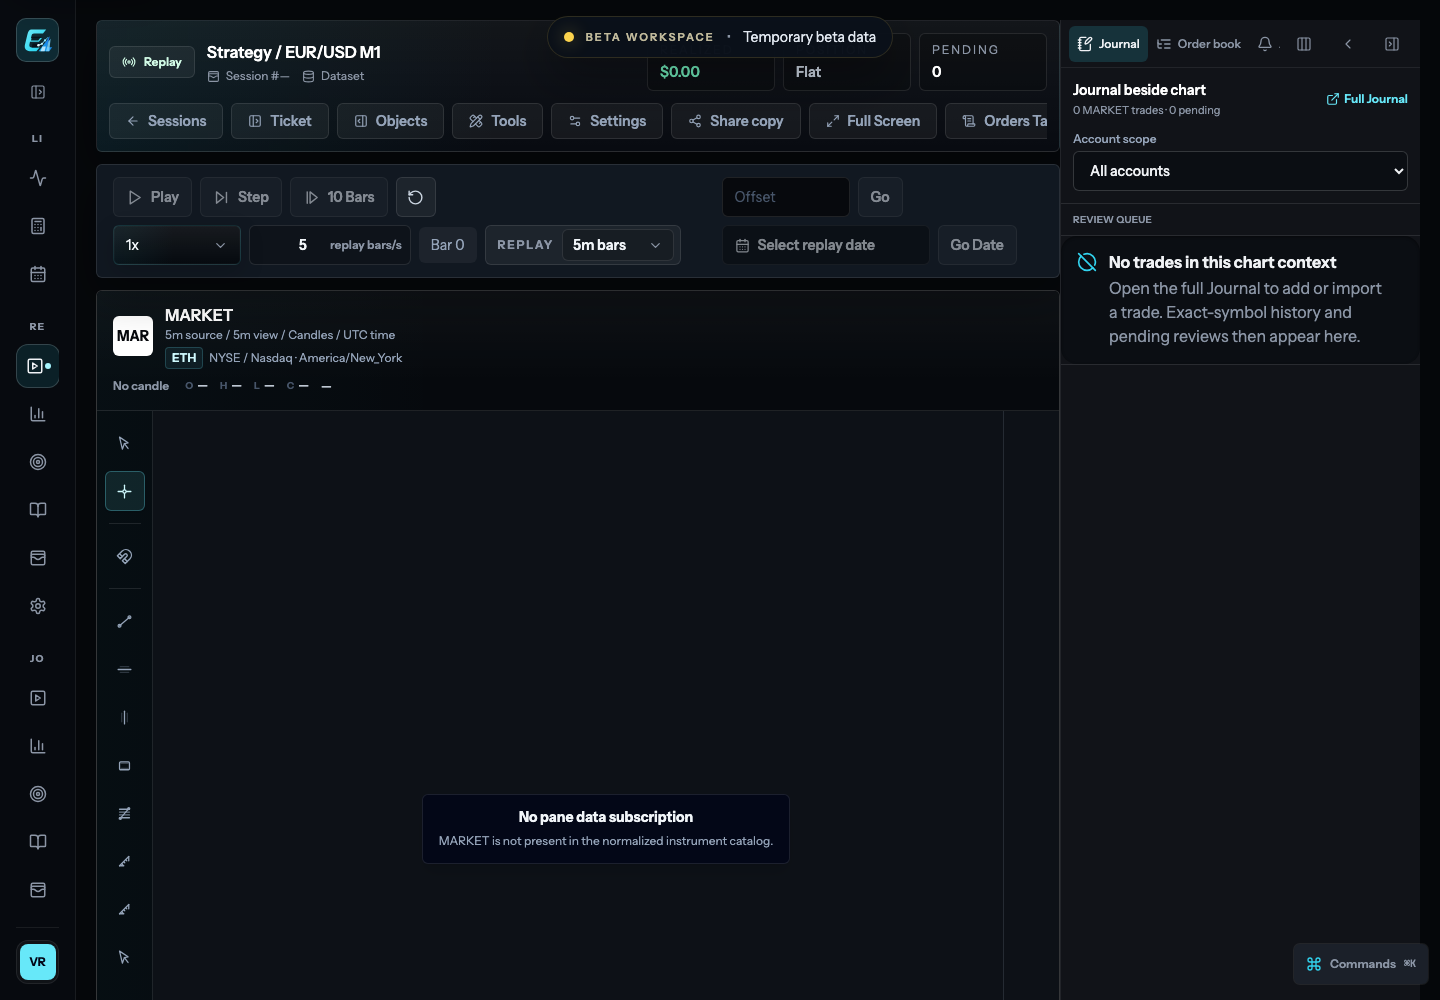 BETA WORKSPACE · Temporary beta data
Replay
Strategy / EUR/USD M1
Session #—
Dataset
$0.00
Flat
PENDING
0
Sessions
Ticket
Objects
Tools
Settings
Share copy
Full Screen
Orders Ta
Play
Step
10 Bars
Offset
Go
1x
5 replay bars/s
Bar 0
REPLAY 5m bars
Select replay date
Go Date
MAR
MARKET
5m source / 5m view / Candles / UTC time
ETH NYSE / Nasdaq · America/New_York
No candle O — H — L — C — —
No pane data subscription
MARKET is not present in the normalized instrument catalog.
Journal
Order book
Journal beside chart
0 MARKET trades · 0 pending
Full Journal
Account scope
All accounts
REVIEW QUEUE
No trades in this chart context
Open the full Journal to add or import
a trade. Exact-symbol history and
pending reviews then appear here.
LI
RE
JO
VR
Commands ⌘K